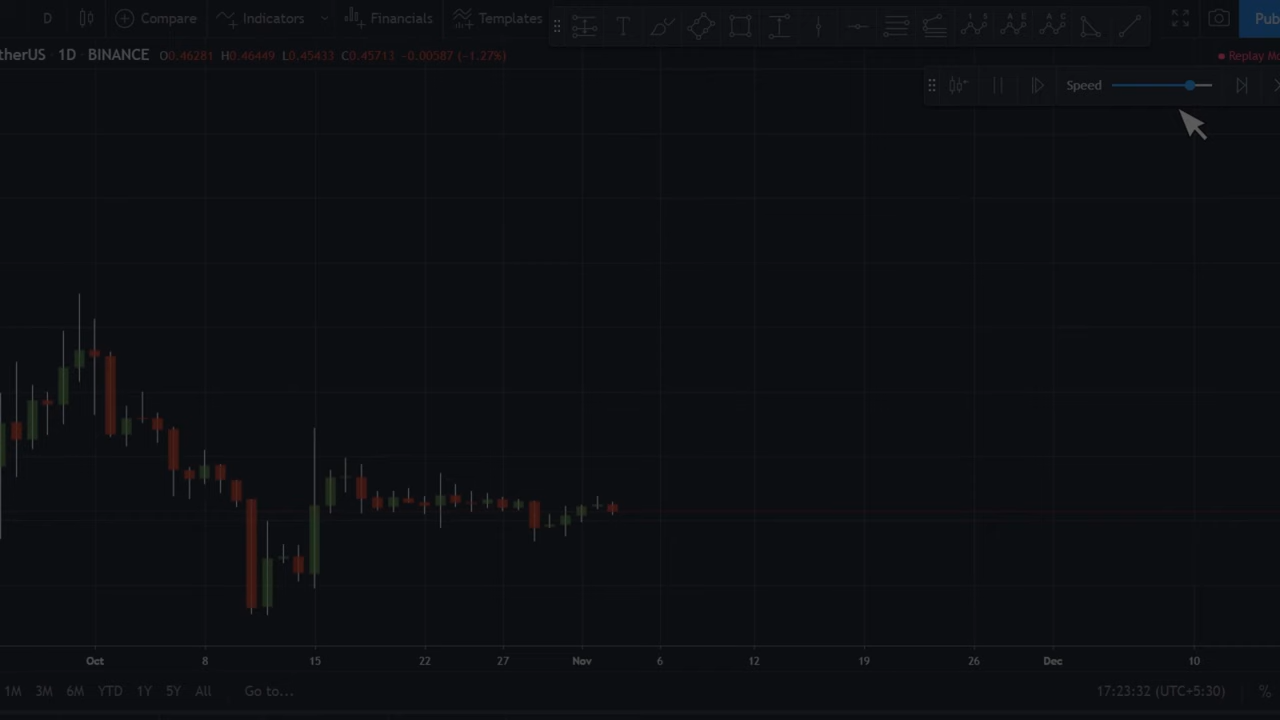 D Compare Indicators Financials Templates T Pub
therUS 1D BINANCE O0.46281 H0.46449 L0.45433 C0.45713 −0.00587 (−1.27%) Replay Mo
Speed
Oct 8 15 22 27 Nov 6 12 19 26 Dec 10
1M 3M 6M YTD 1Y 5Y All Go to... 17:23:32 (UTC+5:30) %